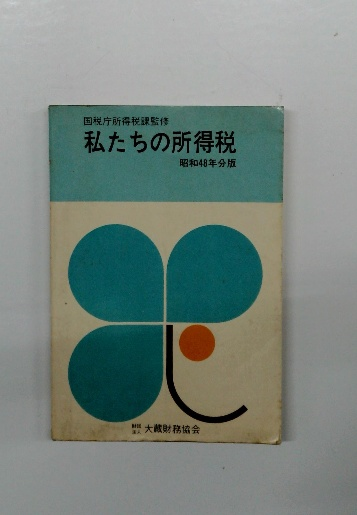 国税庁所得税課監修
私たちの所得税
昭和48年分版
財団法人 大蔵財務協会